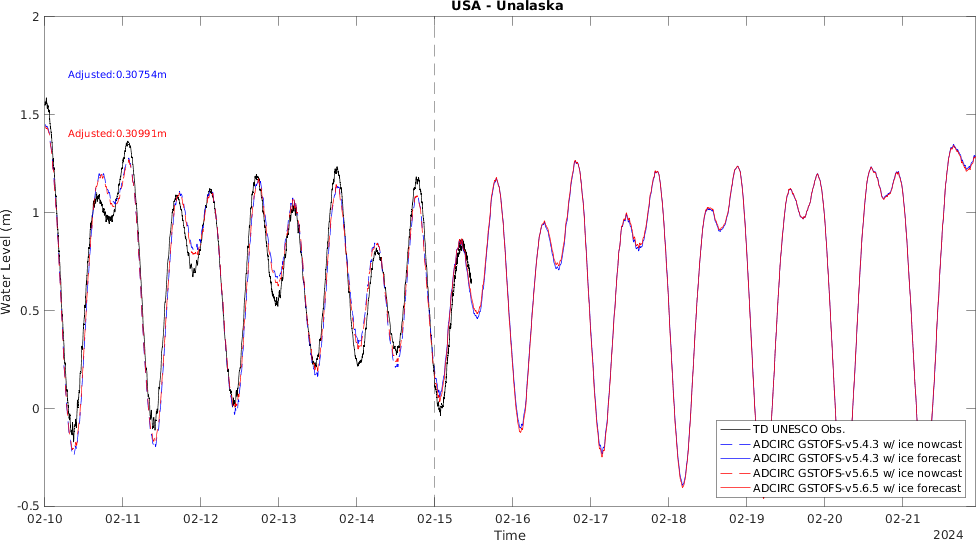 USA - Unalaska
Water Level (m)
2
1.5
1
0.5
0
-0.5
Adjusted:0.30754m
Adjusted:0.30991m
TD UNESCO Obs.
ADCIRC GSTOFS-v5.4.3 w/ ice nowcast
ADCIRC GSTOFS-v5.4.3 w/ ice forecast
ADCIRC GSTOFS-v5.6.5 w/ ice nowcast
ADCIRC GSTOFS-v5.6.5 w/ ice forecast
02-10 02-11 02-12 02-13 02-14 02-15 02-16 02-17 02-18 02-19 02-20 02-21
Time
2024